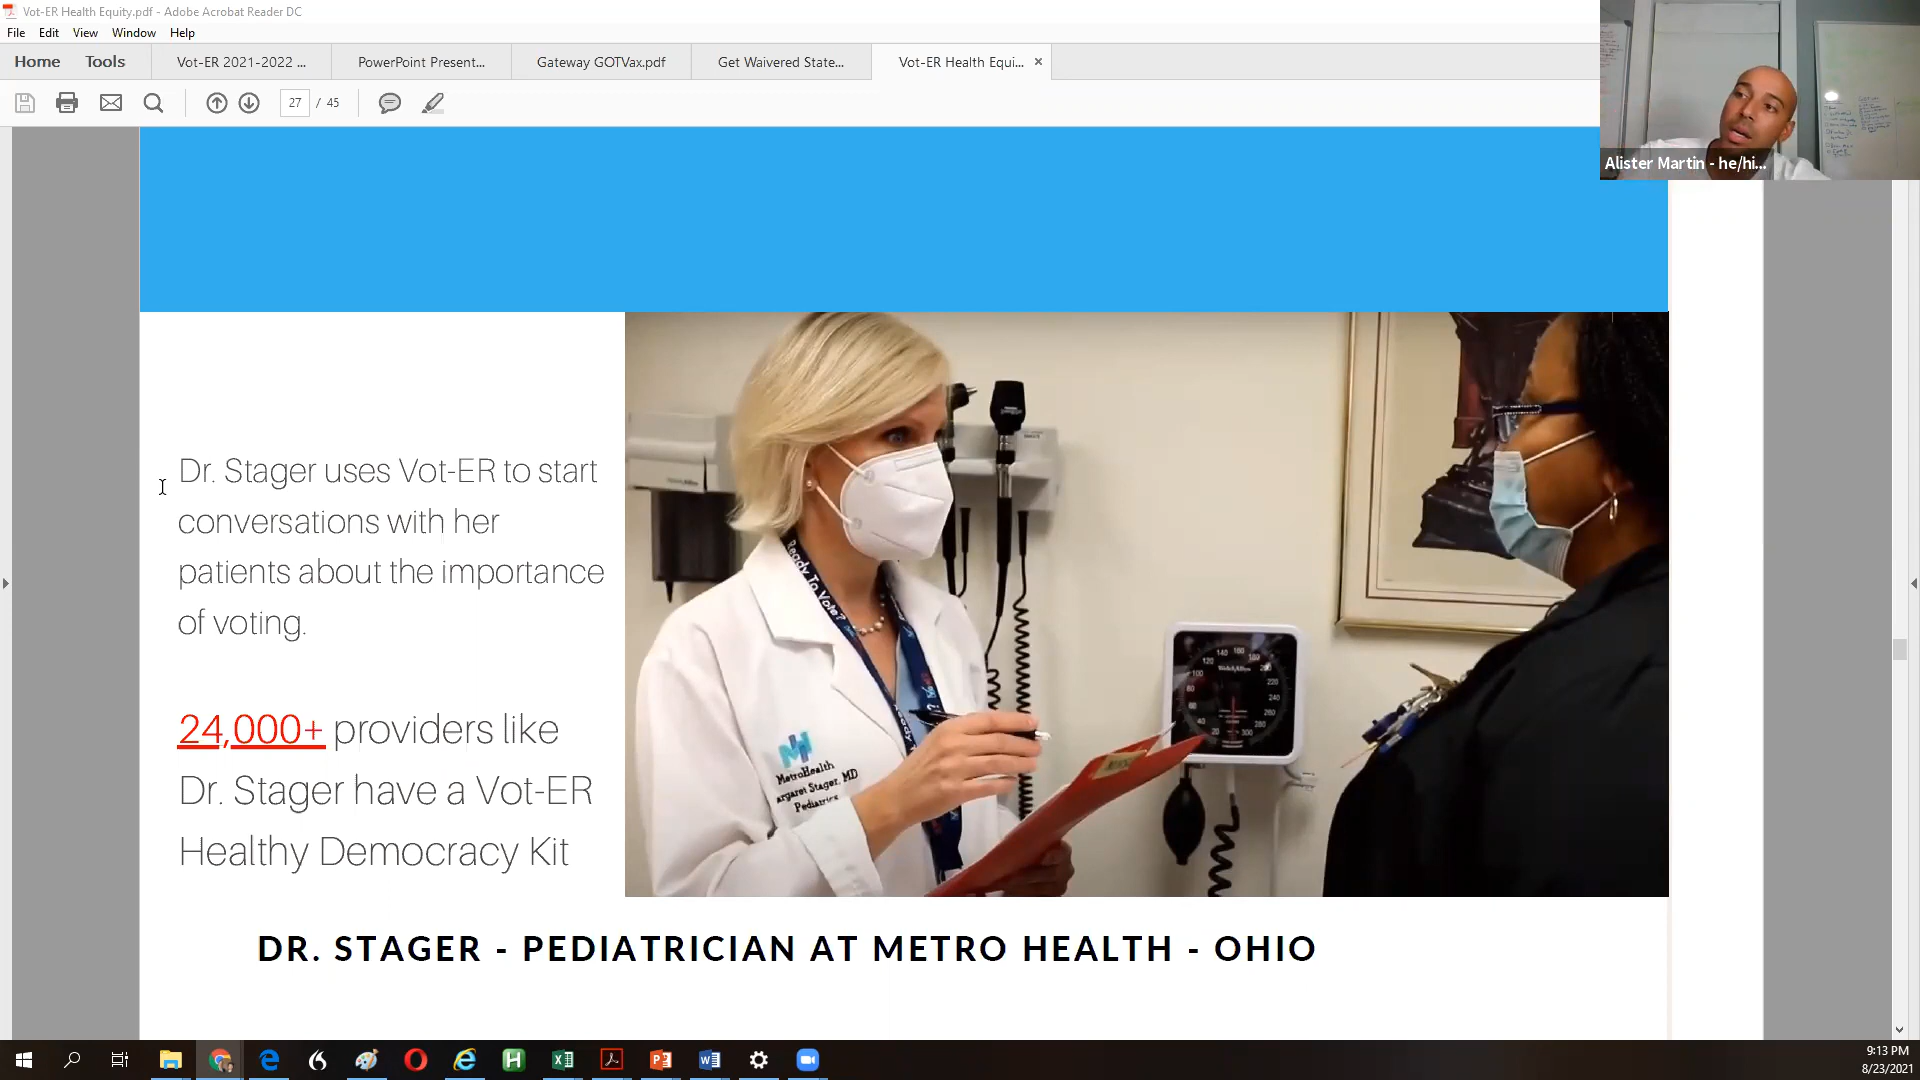 Vot-ER Health Equity.pdf - Adobe Acrobat Reader DC
File Edit View Window Help
Home Tools Vot-ER 2021-2022 ... PowerPoint Present... Gateway GOTVax.pdf Get Waivered State... Vot-ER Health Equi... ×
27 / 45
Alister Martin - he/hi...
Dr. Stager uses Vot-ER to start
conversations with her
patients about the importance
of voting.
24,000+ providers like
Dr. Stager have a Vot-ER
Healthy Democracy Kit
Ready To Vote?
MetroHealth
argaret Stager, MD
Pediatrics
DR. STAGER - PEDIATRICIAN AT METRO HEALTH - OHIO
9:13 PM
8/23/2021